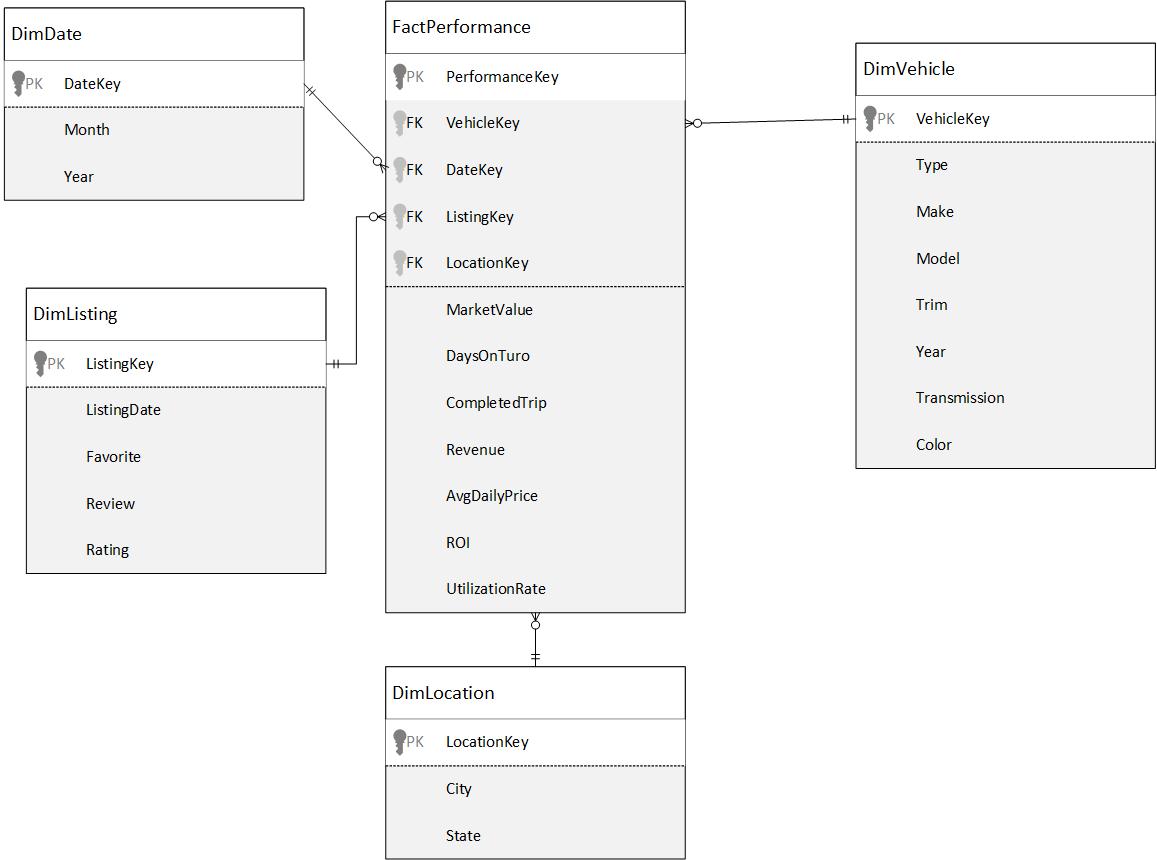 DimDate
PK DateKey
Month
Year
FactPerformance
PK PerformanceKey
FK VehicleKey
FK DateKey
FK ListingKey
FK LocationKey
MarketValue
DaysOnTuro
CompletedTrip
Revenue
AvgDailyPrice
ROI
UtilizationRate
DimVehicle
PK VehicleKey
Type
Make
Model
Trim
Year
Transmission
Color
DimListing
PK ListingKey
ListingDate
Favorite
Review
Rating
DimLocation
PK LocationKey
City
State